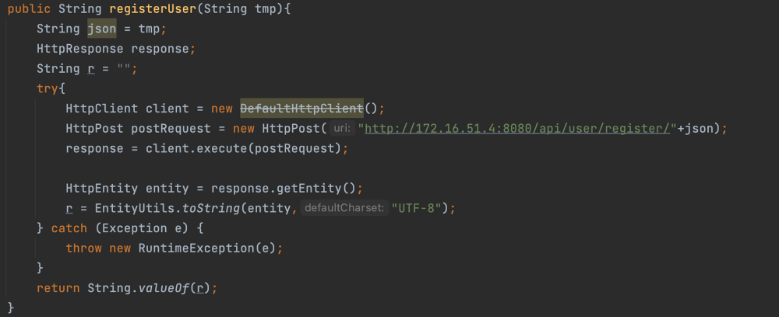 public String registerUser(String tmp){
    String json = tmp;
    HttpResponse response;
    String r = "";
    try{
        HttpClient client = new DefaultHttpClient();
        HttpPost postRequest = new HttpPost( uri: "http://172.16.51.4:8080/api/user/register/"+json);
        response = client.execute(postRequest);

        HttpEntity entity = response.getEntity();
        r = EntityUtils.toString(entity, defaultCharset: "UTF-8");
    } catch (Exception e) {
        throw new RuntimeException(e);
    }
    return String.valueOf(r);
}